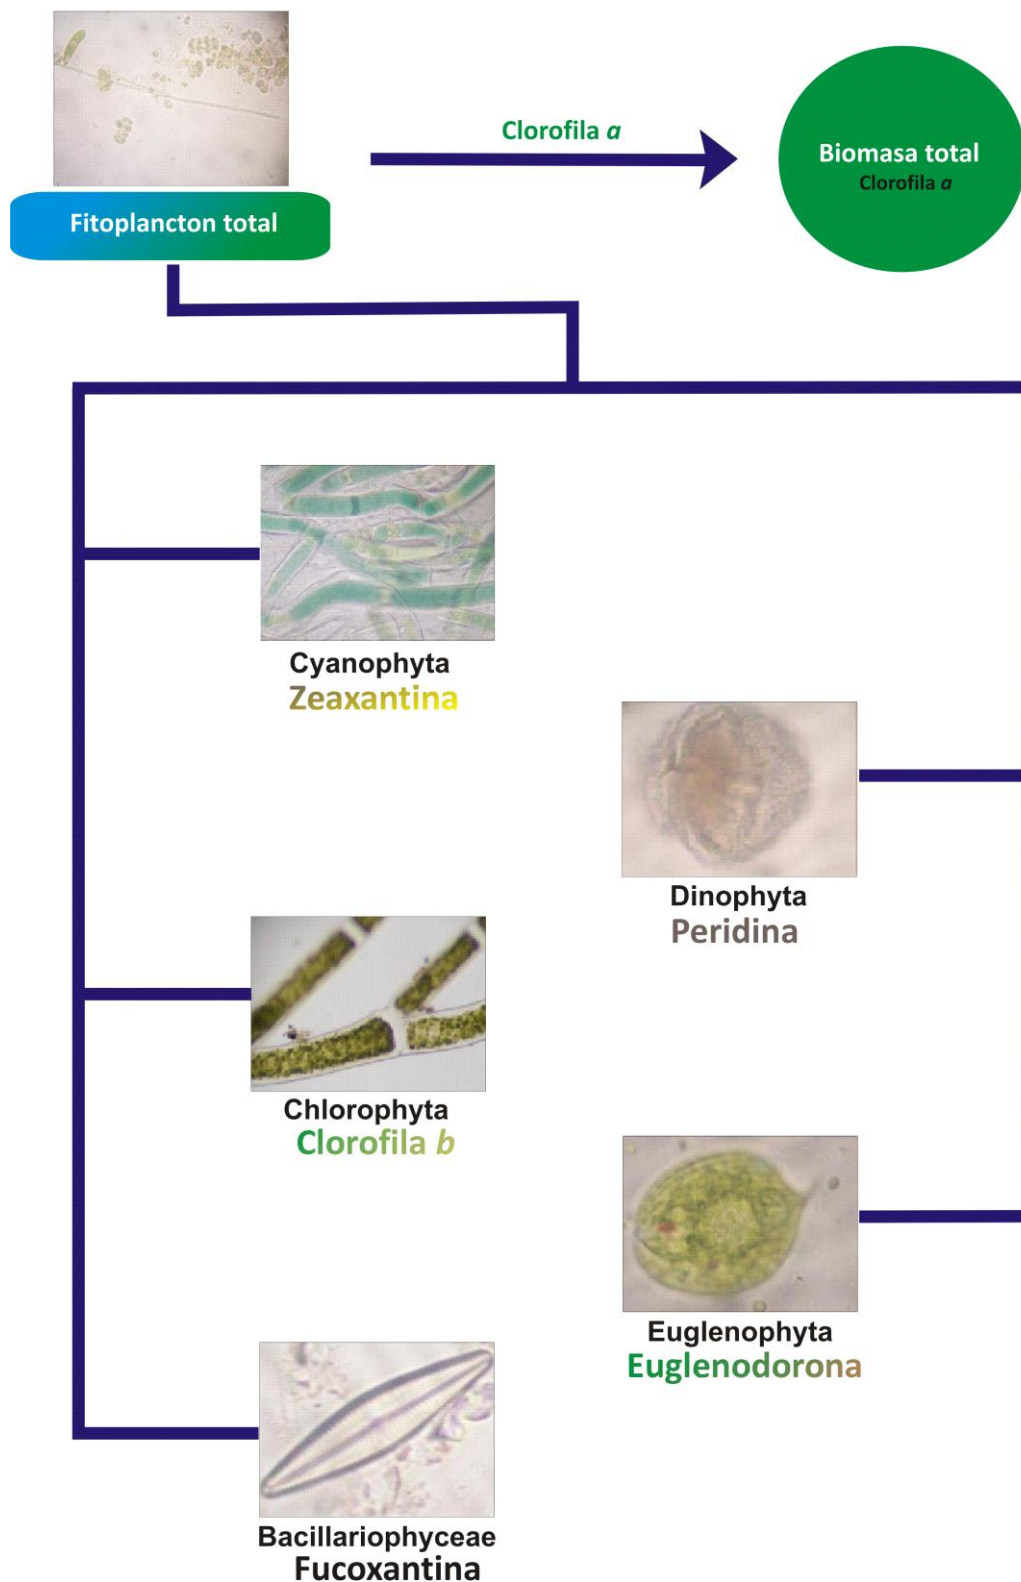 Clorofila a
Biomasa total
Clorofila a
Fitoplancton total
Cyanophyta
Zeaxantina
Dinophyta
Peridina
Chlorophyta
Clorofila b
Euglenophyta
Euglenodorona
Bacillariophyceae
Fucoxantina